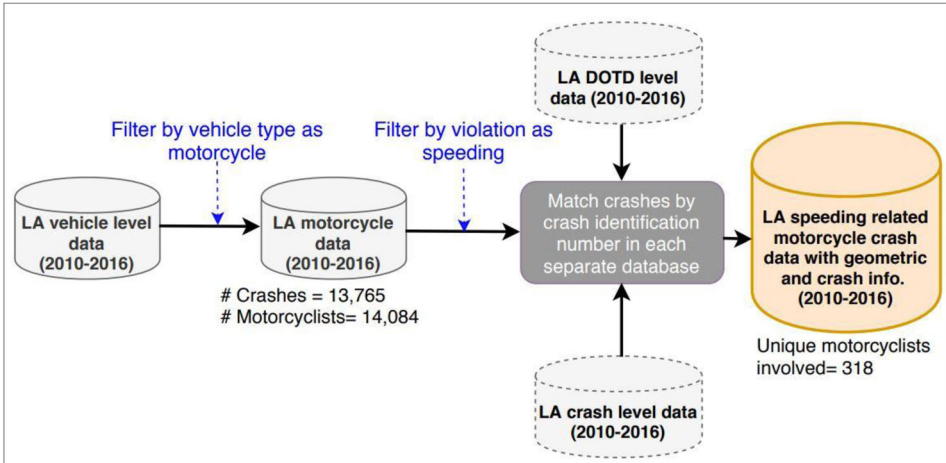 LA DOTD level
data (2010-2016)
Filter by vehicle type as
motorcycle
Filter by violation as
speeding
LA vehicle level
data
(2010-2016)
LA motorcycle
data
(2010-2016)
# Crashes = 13,765
# Motorcyclists= 14,084
Match crashes by
crash identification
number in each
separate database
LA speeding related
motorcycle crash
data with geometric
and crash info.
(2010-2016)
Unique motorcyclists
involved= 318
LA crash level data
(2010-2016)